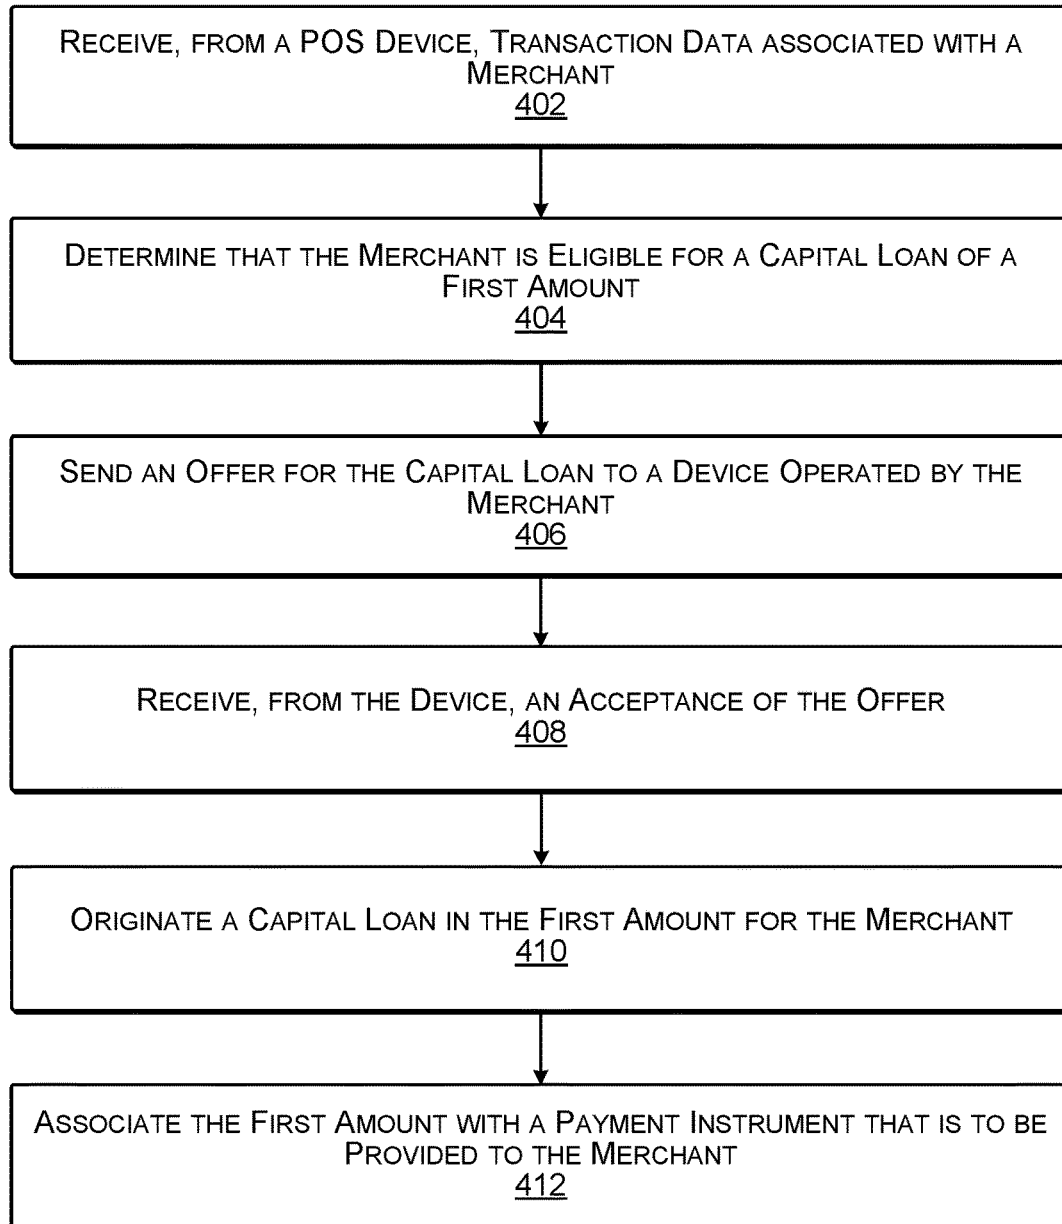 RECEIVE, FROM A POS DEVICE, TRANSACTION DATA ASSOCIATED WITH A
MERCHANT
402
DETERMINE THAT THE MERCHANT IS ELIGIBLE FOR A CAPITAL LOAN OF A
FIRST AMOUNT
404
SEND AN OFFER FOR THE CAPITAL LOAN TO A DEVICE OPERATED BY THE
MERCHANT
406
RECEIVE, FROM THE DEVICE, AN ACCEPTANCE OF THE OFFER
408
ORIGINATE A CAPITAL LOAN IN THE FIRST AMOUNT FOR THE MERCHANT
410
ASSOCIATE THE FIRST AMOUNT WITH A PAYMENT INSTRUMENT THAT IS TO BE
PROVIDED TO THE MERCHANT
412